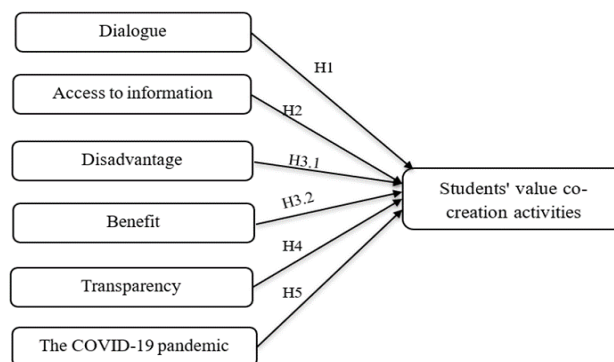 Dialogue
H1
Access to information
H2
Disadvantage
H3.1
Students' value co-
creation activities
Benefit
H3.2
Transparency
H4
The COVID-19 pandemic
H5